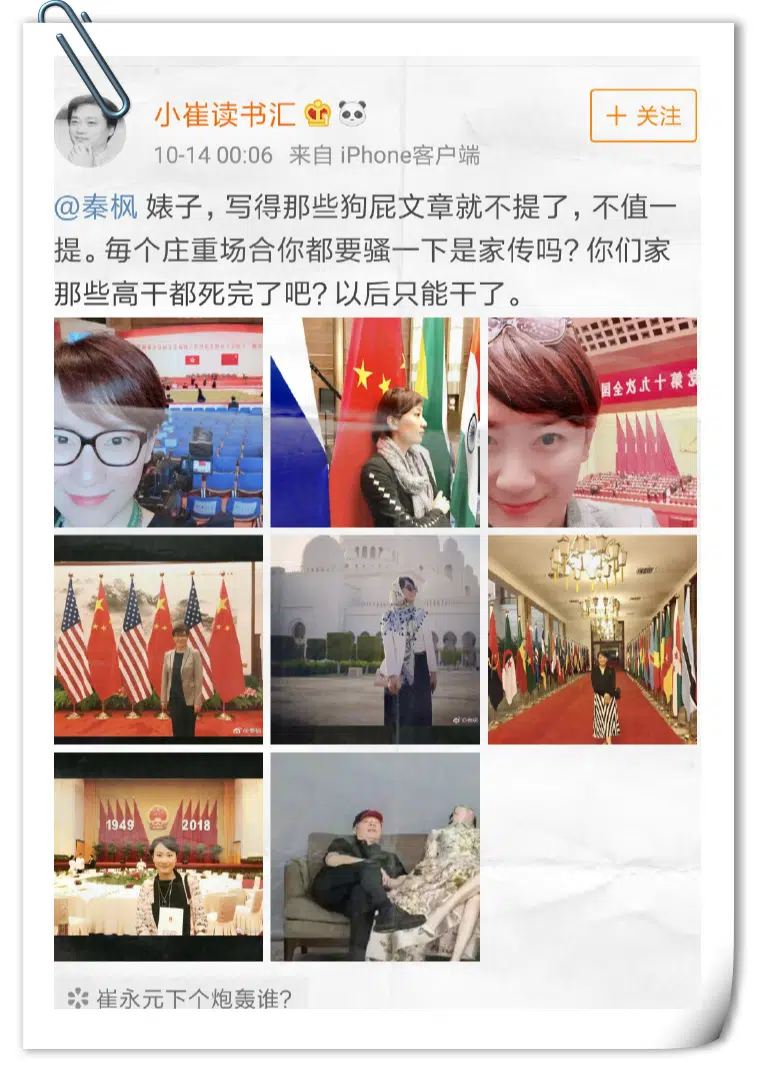 小崔读书汇
+ 关注
10-14 00:06 来自 iPhone客户端
@秦枫 婊子，写得那些狗屁文章就不提了，不值一
提。每个庄重场合你都要骚一下是家传吗？你们家
那些高干都死完了吧？以后只能干了。
党第十九次全国
1949 2018
崔永元下个炮轰谁？